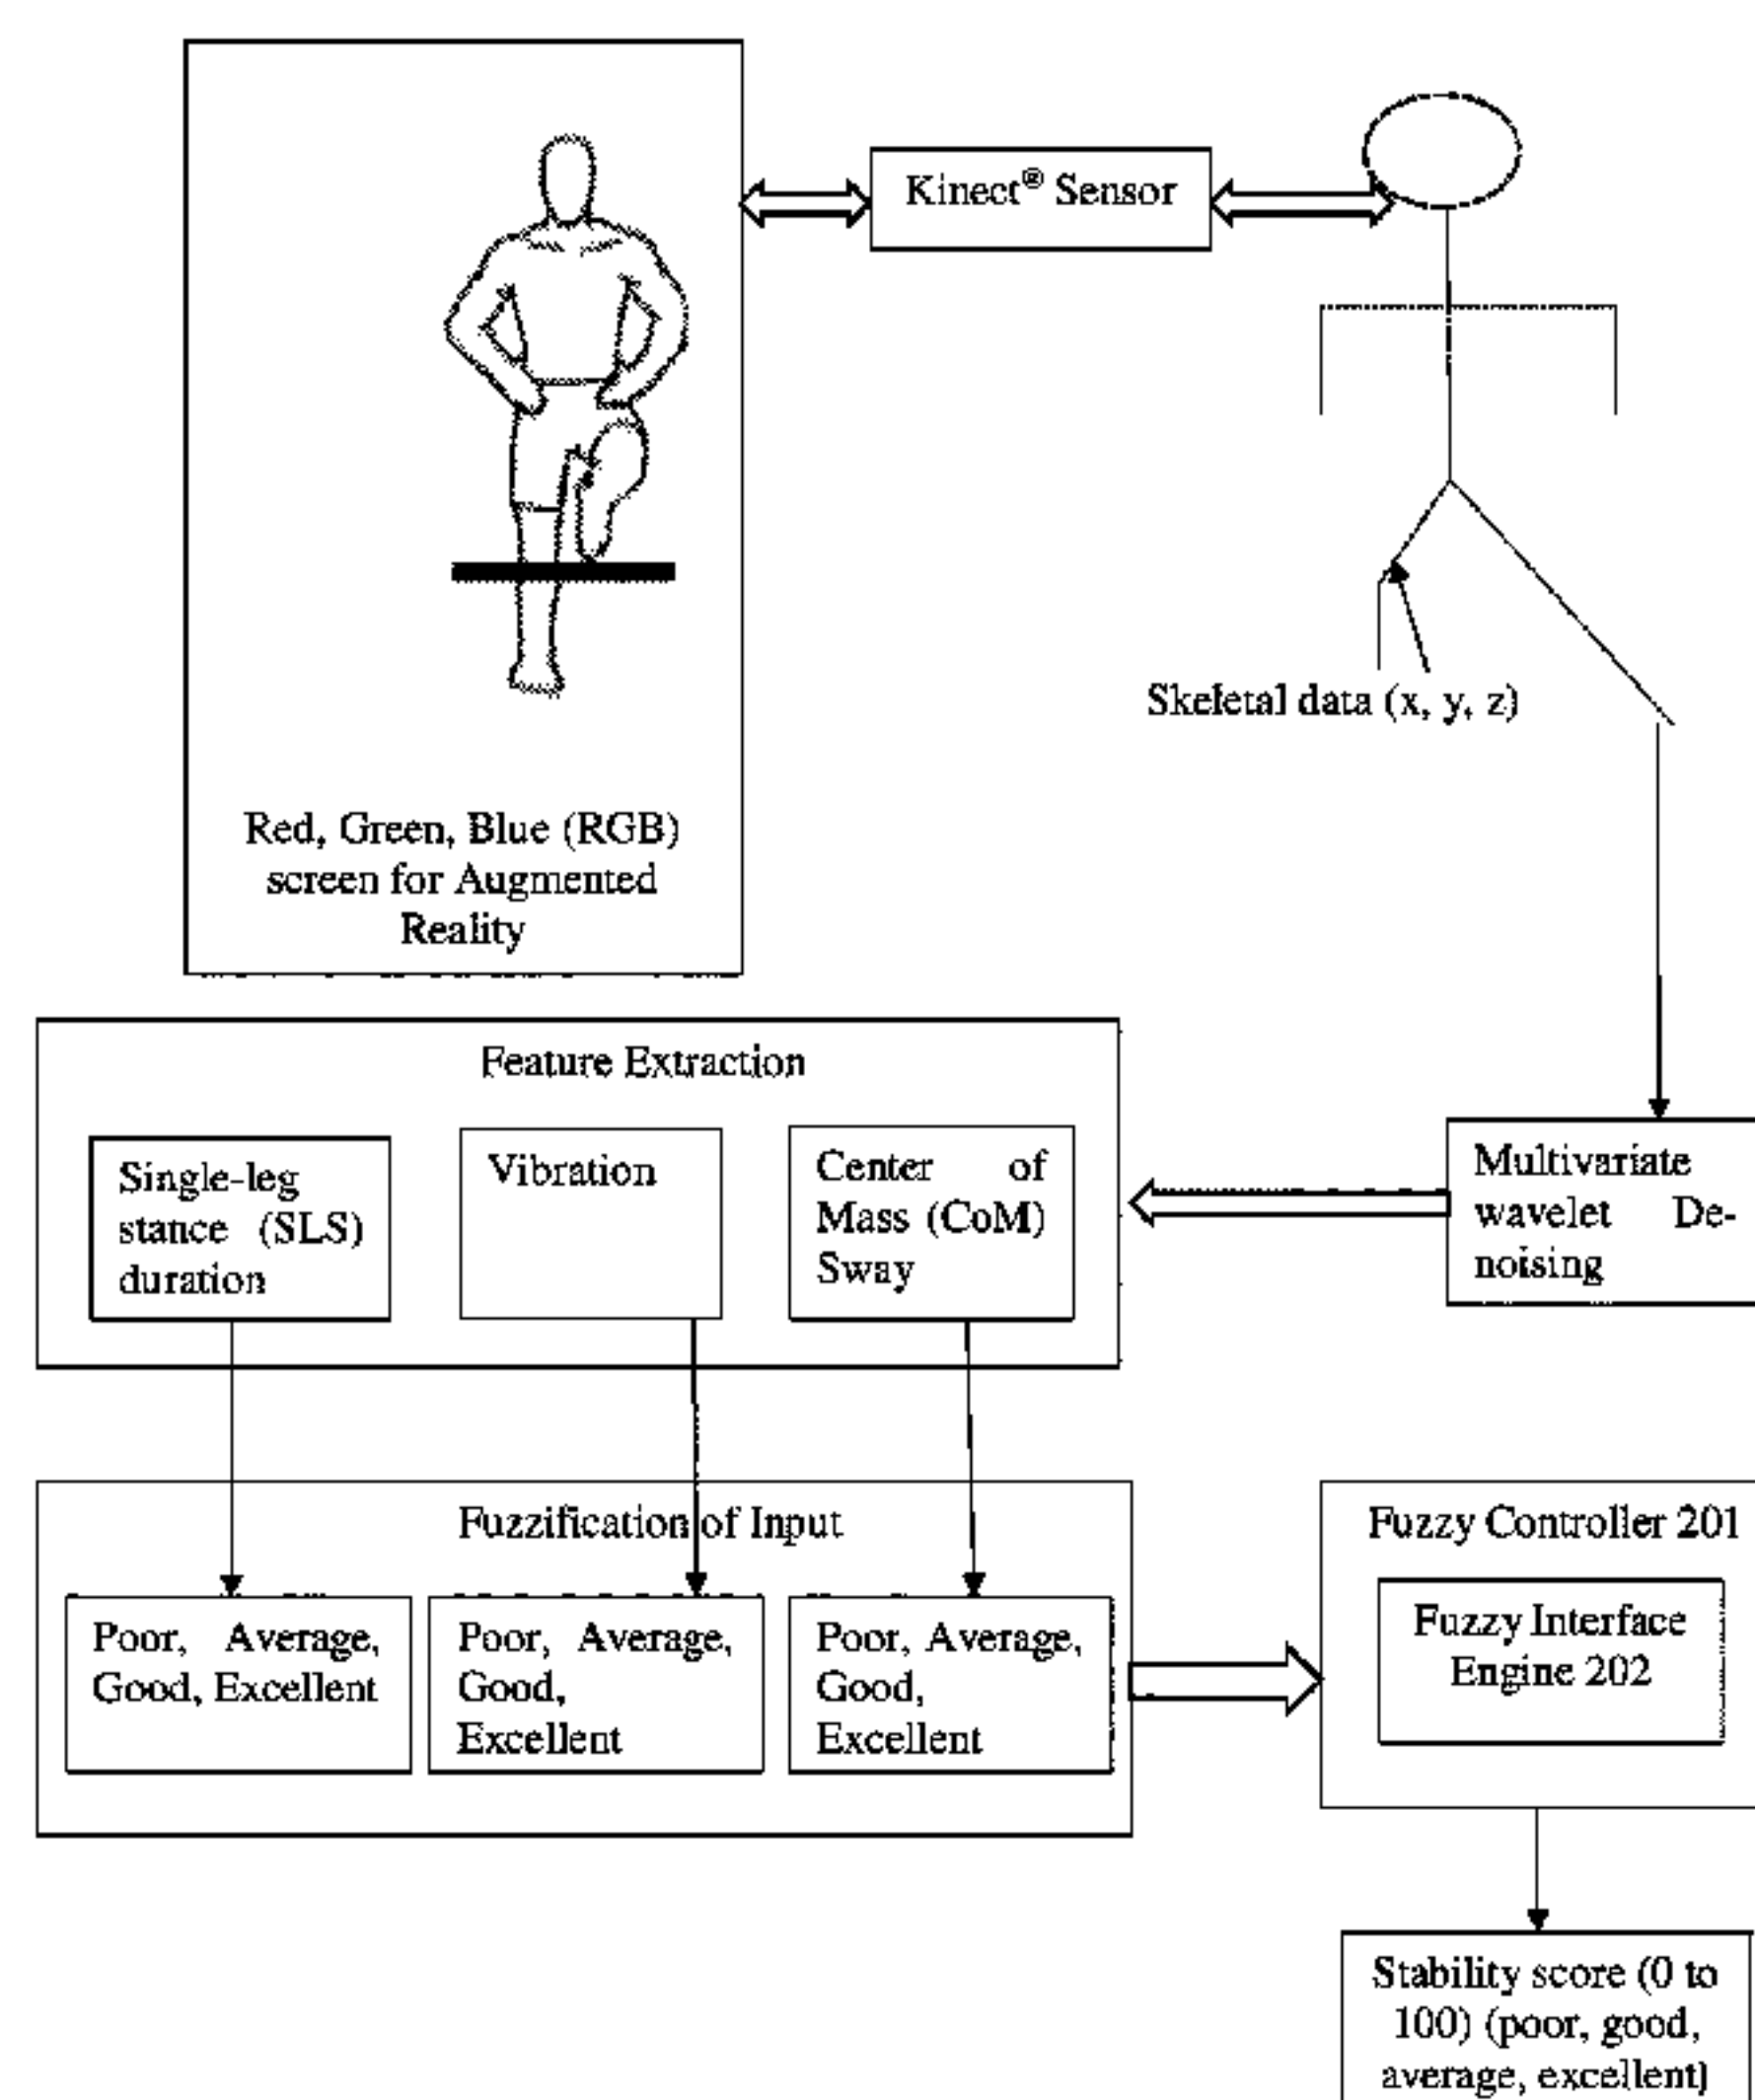 Kinect® Sensor
Skeletal data (x, y, z)
Red, Green, Blue (RGB)
screen for Augmented
Reality
Feature Extraction
Single-leg
stance (SLS)
duration
Vibration
Center of
Mass (CoM)
Sway
Multivariate
wavelet De-
noising
Fuzzification of Input
Poor, Average,
Good, Excellent
Poor, Average,
Good,
Excellent
Poor, Average,
Good,
Excellent
Fuzzy Controller 201
Fuzzy Interface
Engine 202
Stability score (0 to
100) (poor, good,
average, excellent)